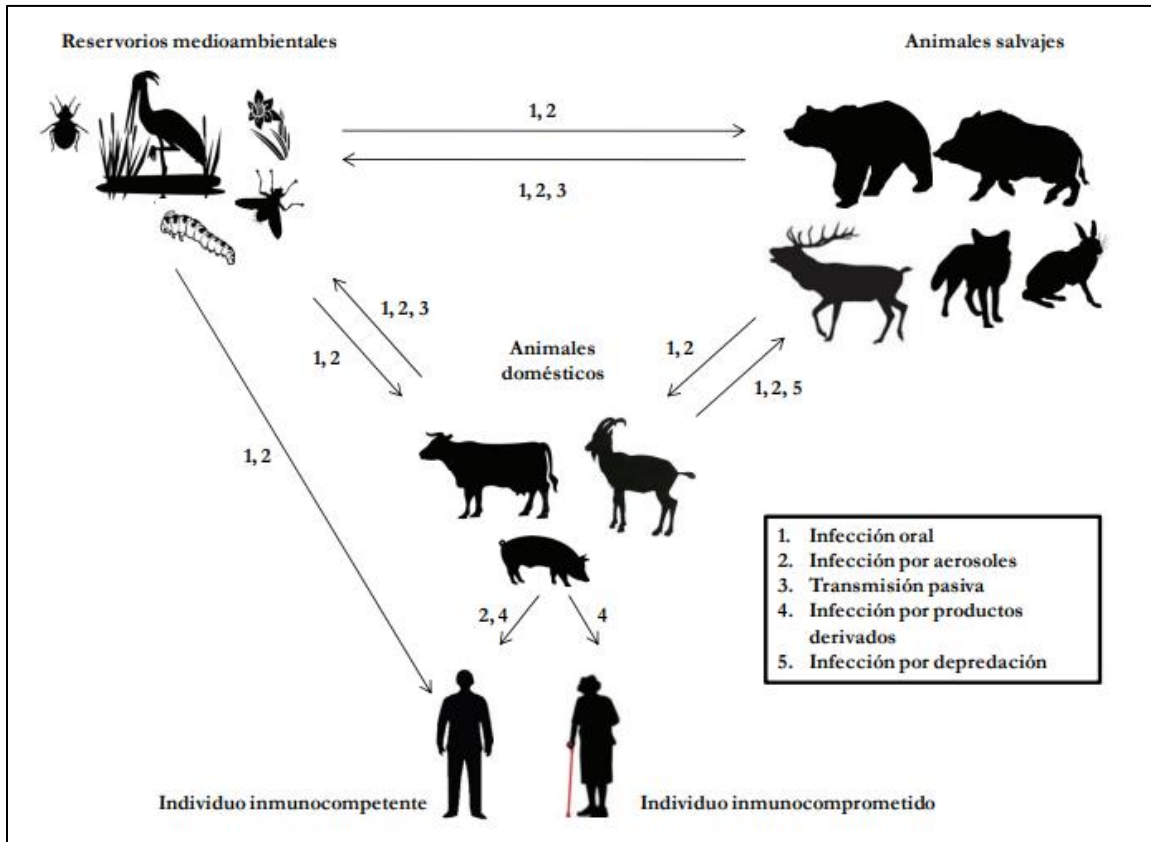 Reservorios medioambientales
Animales salvajes
1, 2
1, 2, 3
1, 2, 3
1, 2
Animales
domésticos
1, 2
1, 2, 5
1, 2
1. Infección oral
2. Infección por aerosoles
3. Transmisión pasiva
4. Infección por productos
derivados
5. Infección por depredación
2, 4
4
Individuo inmunocompetente
Individuo inmunocomprometido